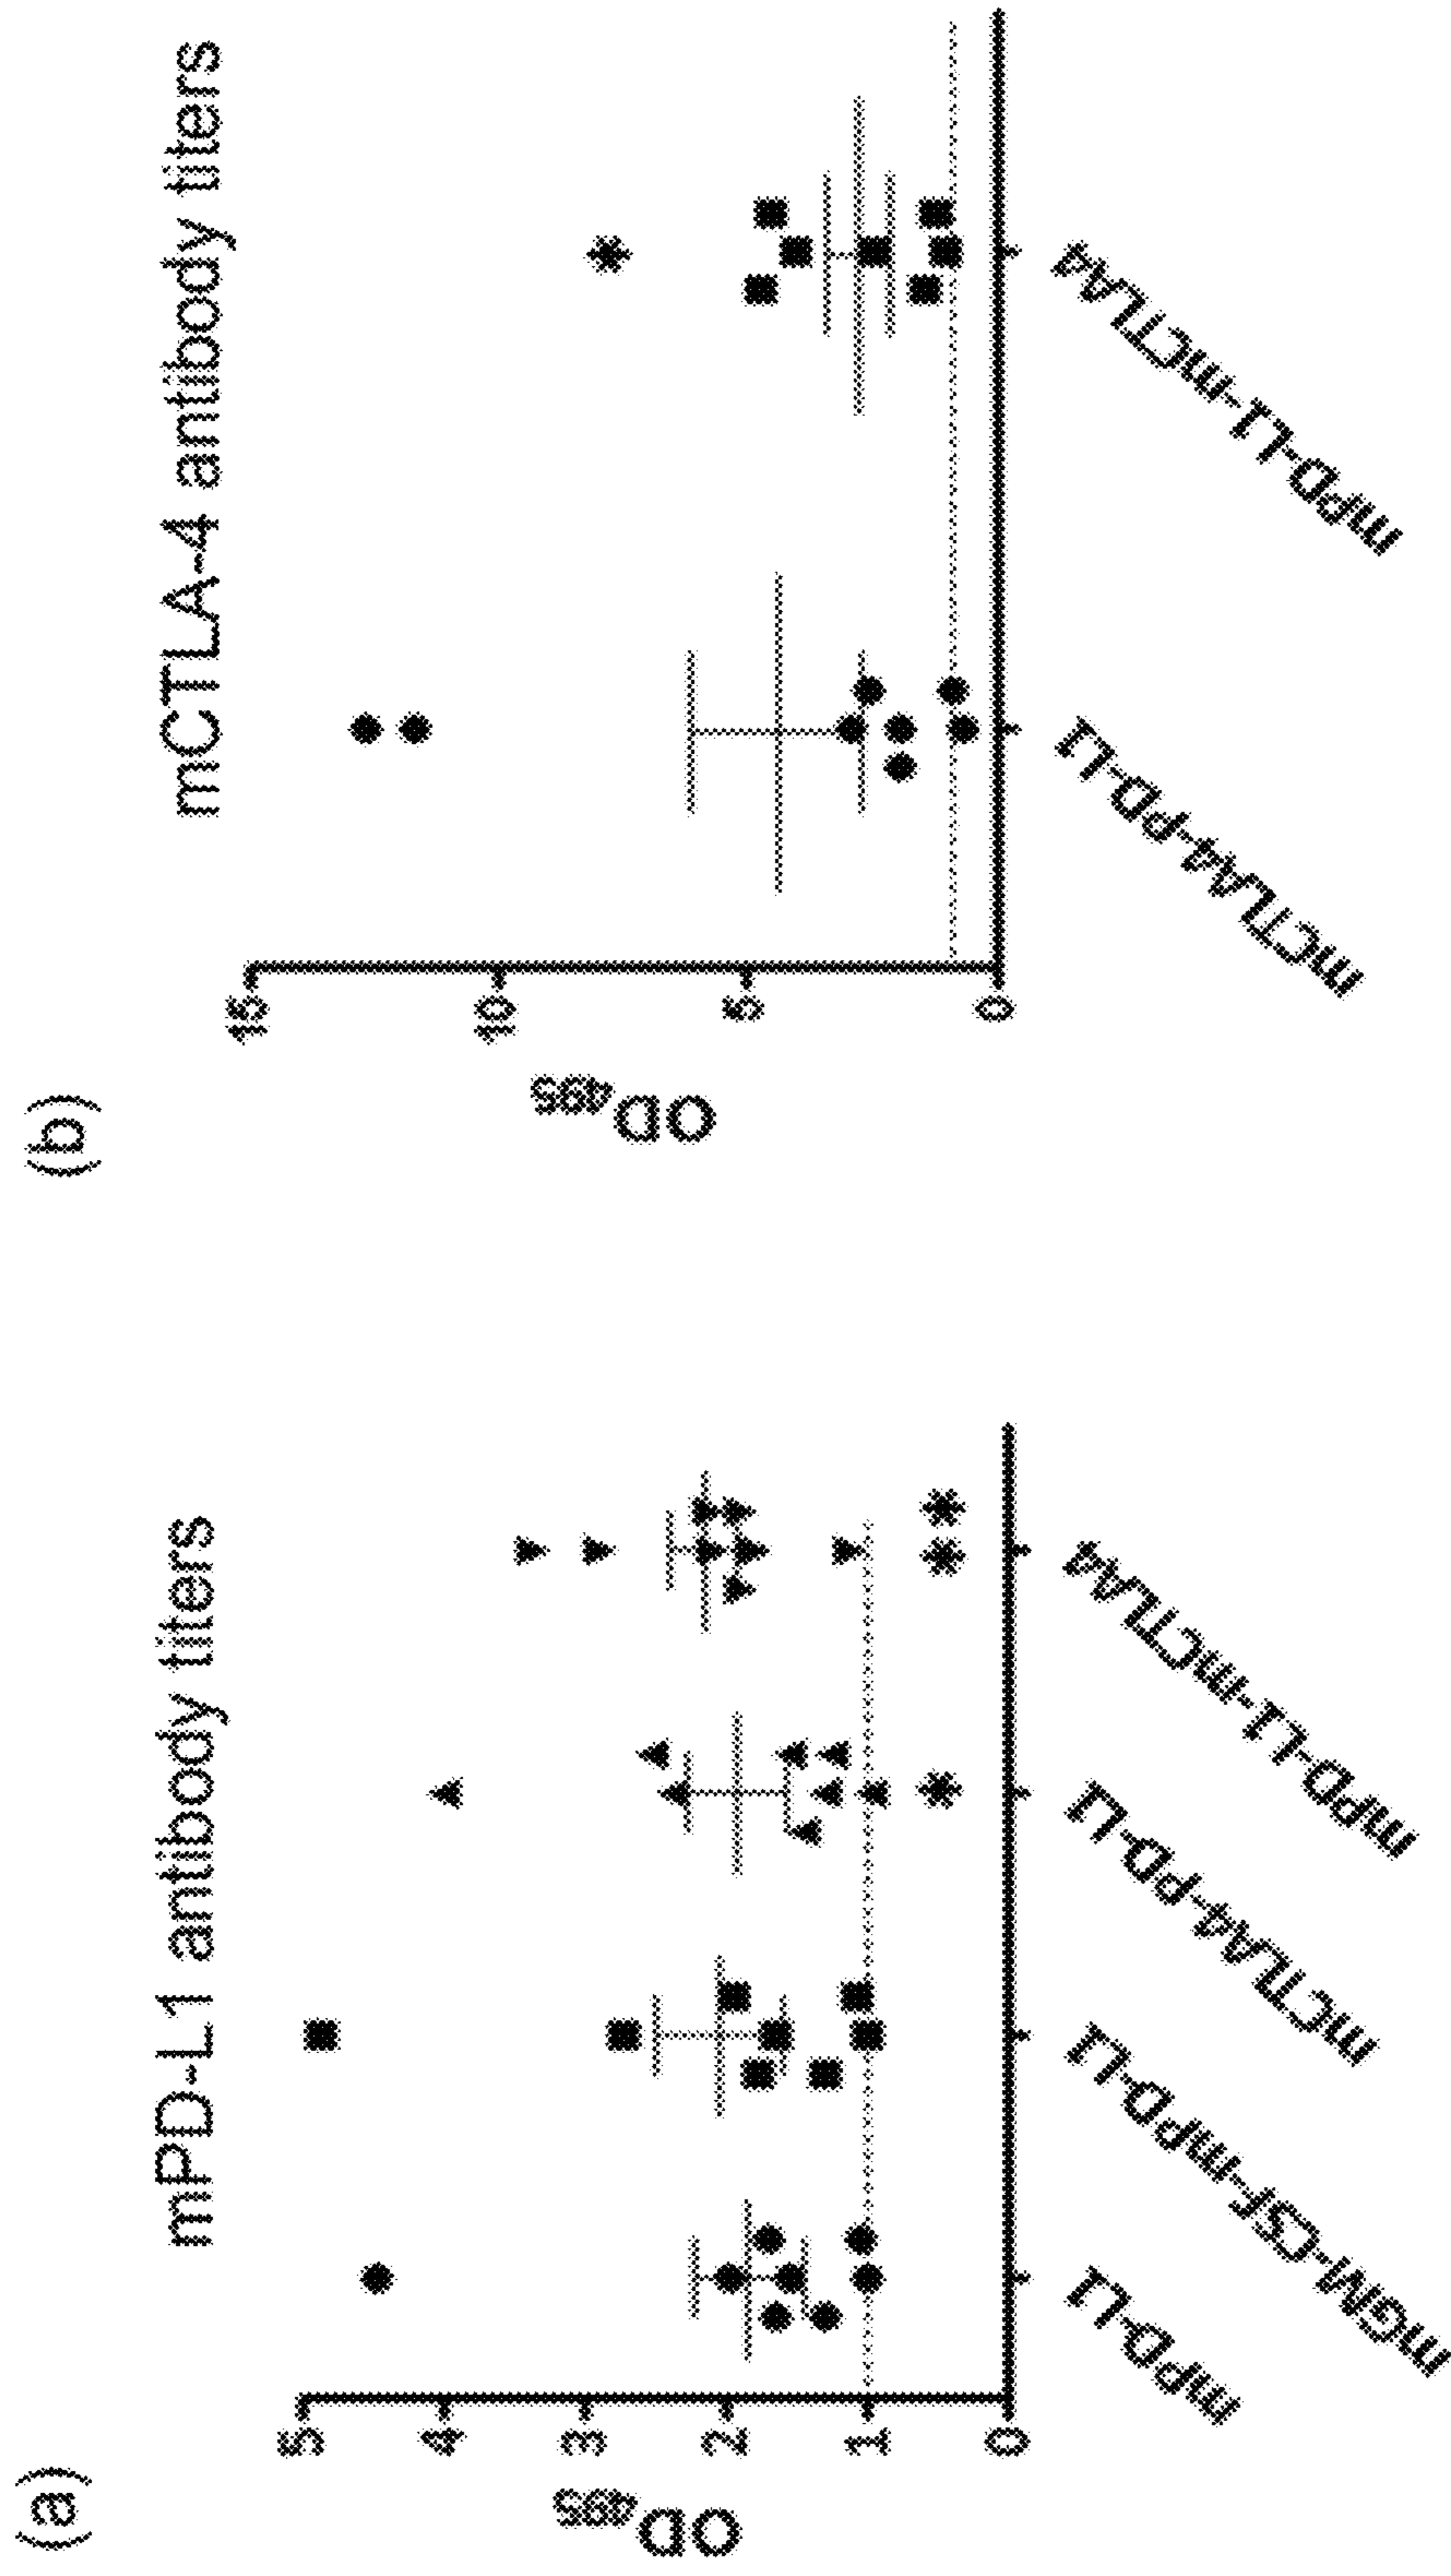 (a)
mPD-L1 antibody titers
OD495
5
4
3
2
1
0
mPD-L1
mGM-CSF-mPD-L1
mCTLA4-PD-L1
mPD-L1-mCTLA4
(b)
mCTLA-4 antibody titers
OD495
15
10
5
0
mCTLA4-PD-L1
mPD-L1-mCTLA4